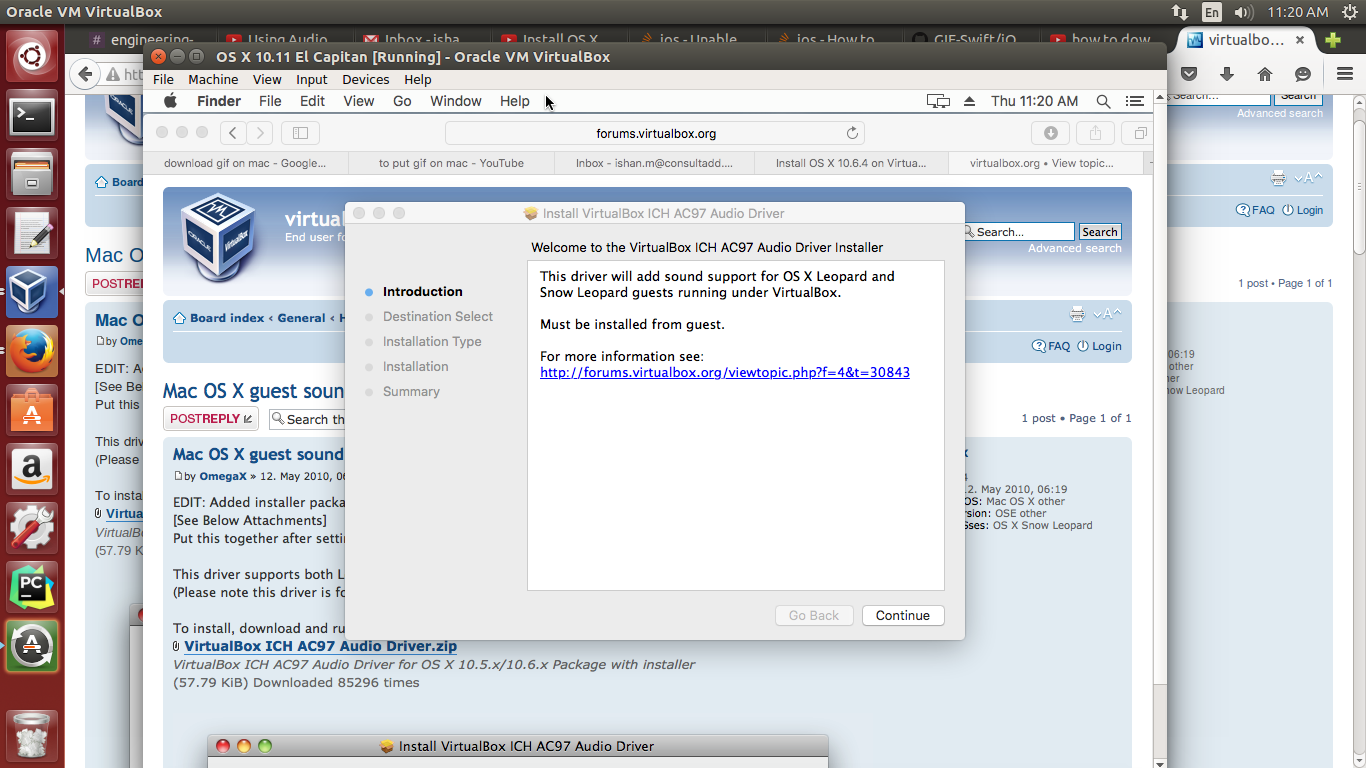 Oracle VM VirtualBox
En
11:20 AM
# engineering-
Using Audio
Inbox - isha
Install OS X
ios - Unable
ios - How to
GIF-Swift/iO
how to dow
virtualbo... ×
OS X 10.11 El Capitan [Running] - Oracle VM VirtualBox
File Machine View Input Devices Help
Finder File Edit View Go Window Help
Thu 11:20 AM
htt
forums.virtualbox.org
download gif on mac - Google...
to put gif on mac - YouTube
Inbox - ishan.m@consultadd....
Install OS X 10.6.4 on Virtua...
virtualbox.org • View topic...
Search...
Search
Advanced search
Board
FAQ
Login
virtual
End user fo
Search...
Search
Advanced search
Board index ‹ General ‹ H
FAQ
Login
Mac O
POSTRE
1 post • Page 1 of 1
Mac O
by Ome
EDIT: A
[See Be
Put this
This driv
(Please
To insta
Virtua
VirtualB
(57.79 K
06:19
other
her
now Leopard
Mac OS X guest soun
POSTREPLY
Search th
1 post • Page 1 of 1
Mac OS X guest sound
by OmegaX » 12. May 2010, 06
EDIT: Added installer packa
[See Below Attachments]
Put this together after settin
This driver supports both L
(Please note this driver is fo
To install, download and ru
VirtualBox ICH AC97 Audio Driver.zip
VirtualBox ICH AC97 Audio Driver for OS X 10.5.x/10.6.x Package with installer
(57.79 KiB) Downloaded 85296 times
2. May 2010, 06:19
OS: Mac OS X other
rsion: OSE other
ses: OS X Snow Leopard
Install VirtualBox ICH AC97 Audio Driver
Welcome to the VirtualBox ICH AC97 Audio Driver Installer
Introduction
Destination Select
Installation Type
Installation
Summary
This driver will add sound support for OS X Leopard and
Snow Leopard guests running under VirtualBox.
Must be installed from guest.
For more information see:
http://forums.virtualbox.org/viewtopic.php?f=4&t=30843
Go Back
Continue
Install VirtualBox ICH AC97 Audio Driver